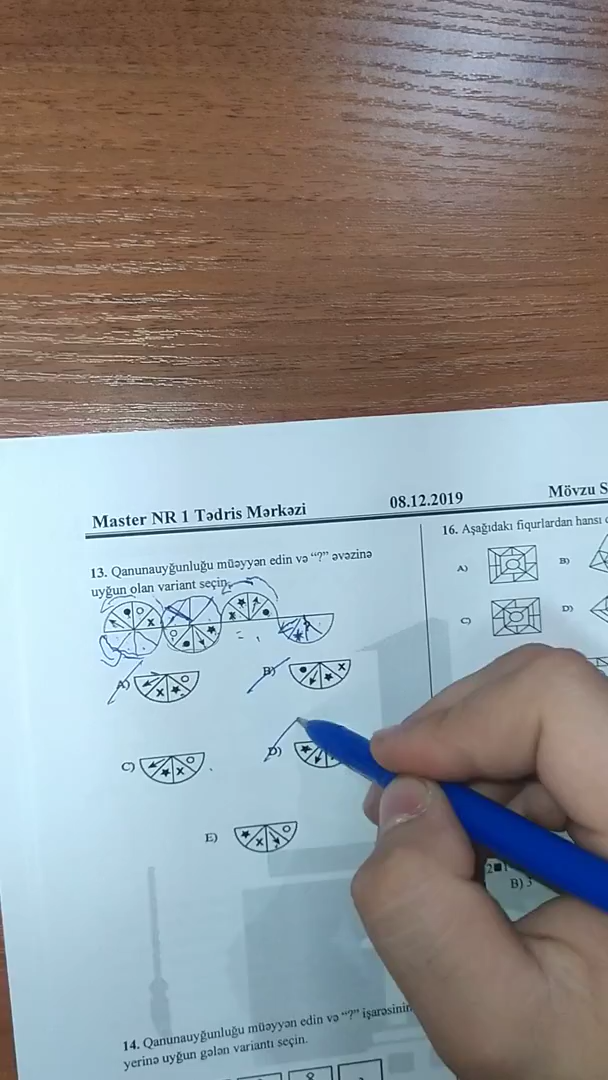 Master NR 1 Tədris Mərkəzi 08.12.2019 Mövzu S
13. Qanunauyğunluğu müəyyən edin və “?” əvəzinə
uyğun olan variant seçin.
A) B)
C) D)
E)
14. Qanunauyğunluğu müəyyən edin və “?” işarəsinin
yerinə uyğun gələn variantı seçin.
16. Aşağıdakı fiqurlardan hansı
A) B)
C) D)
B) 3